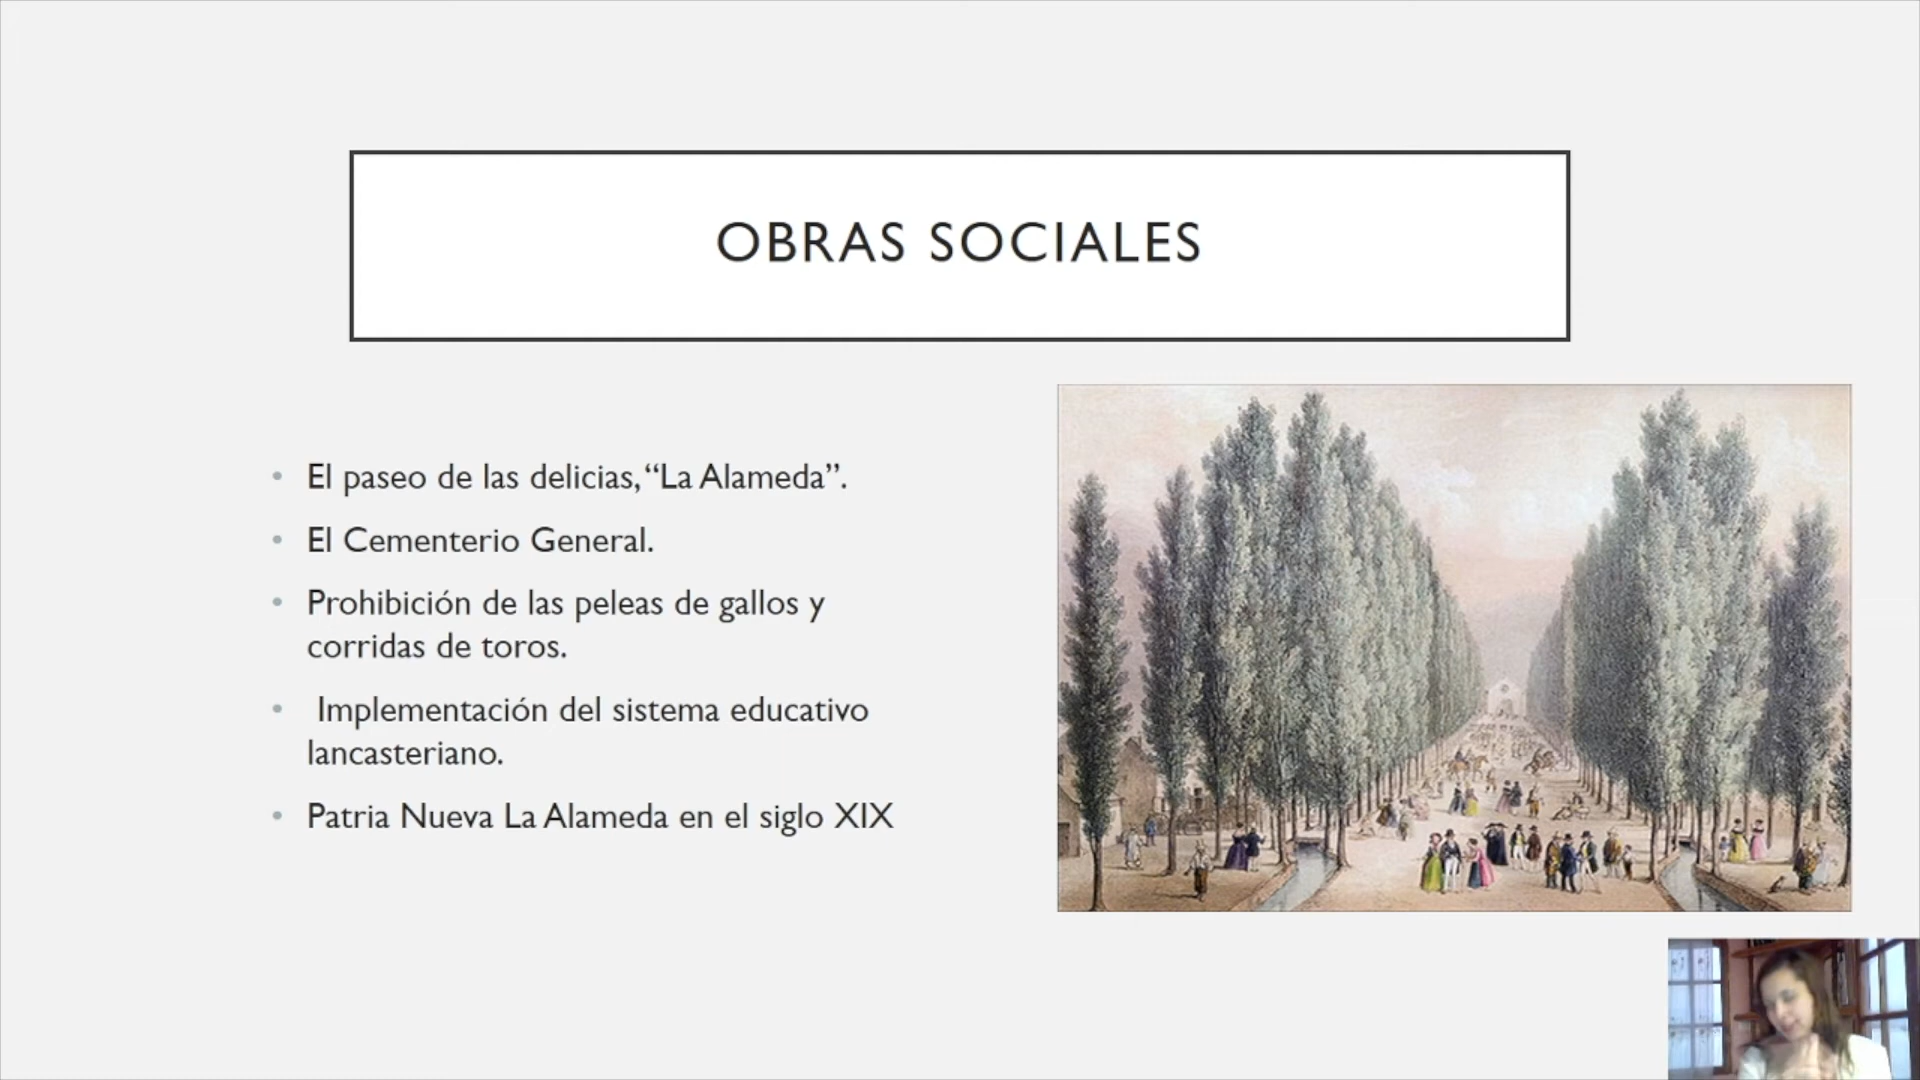 OBRAS SOCIALES
• El paseo de las delicias, “La Alameda”.
• El Cementerio General.
• Prohibición de las peleas de gallos y
corridas de toros.
• Implementación del sistema educativo
lancasteriano.
• Patria Nueva La Alameda en el siglo XIX